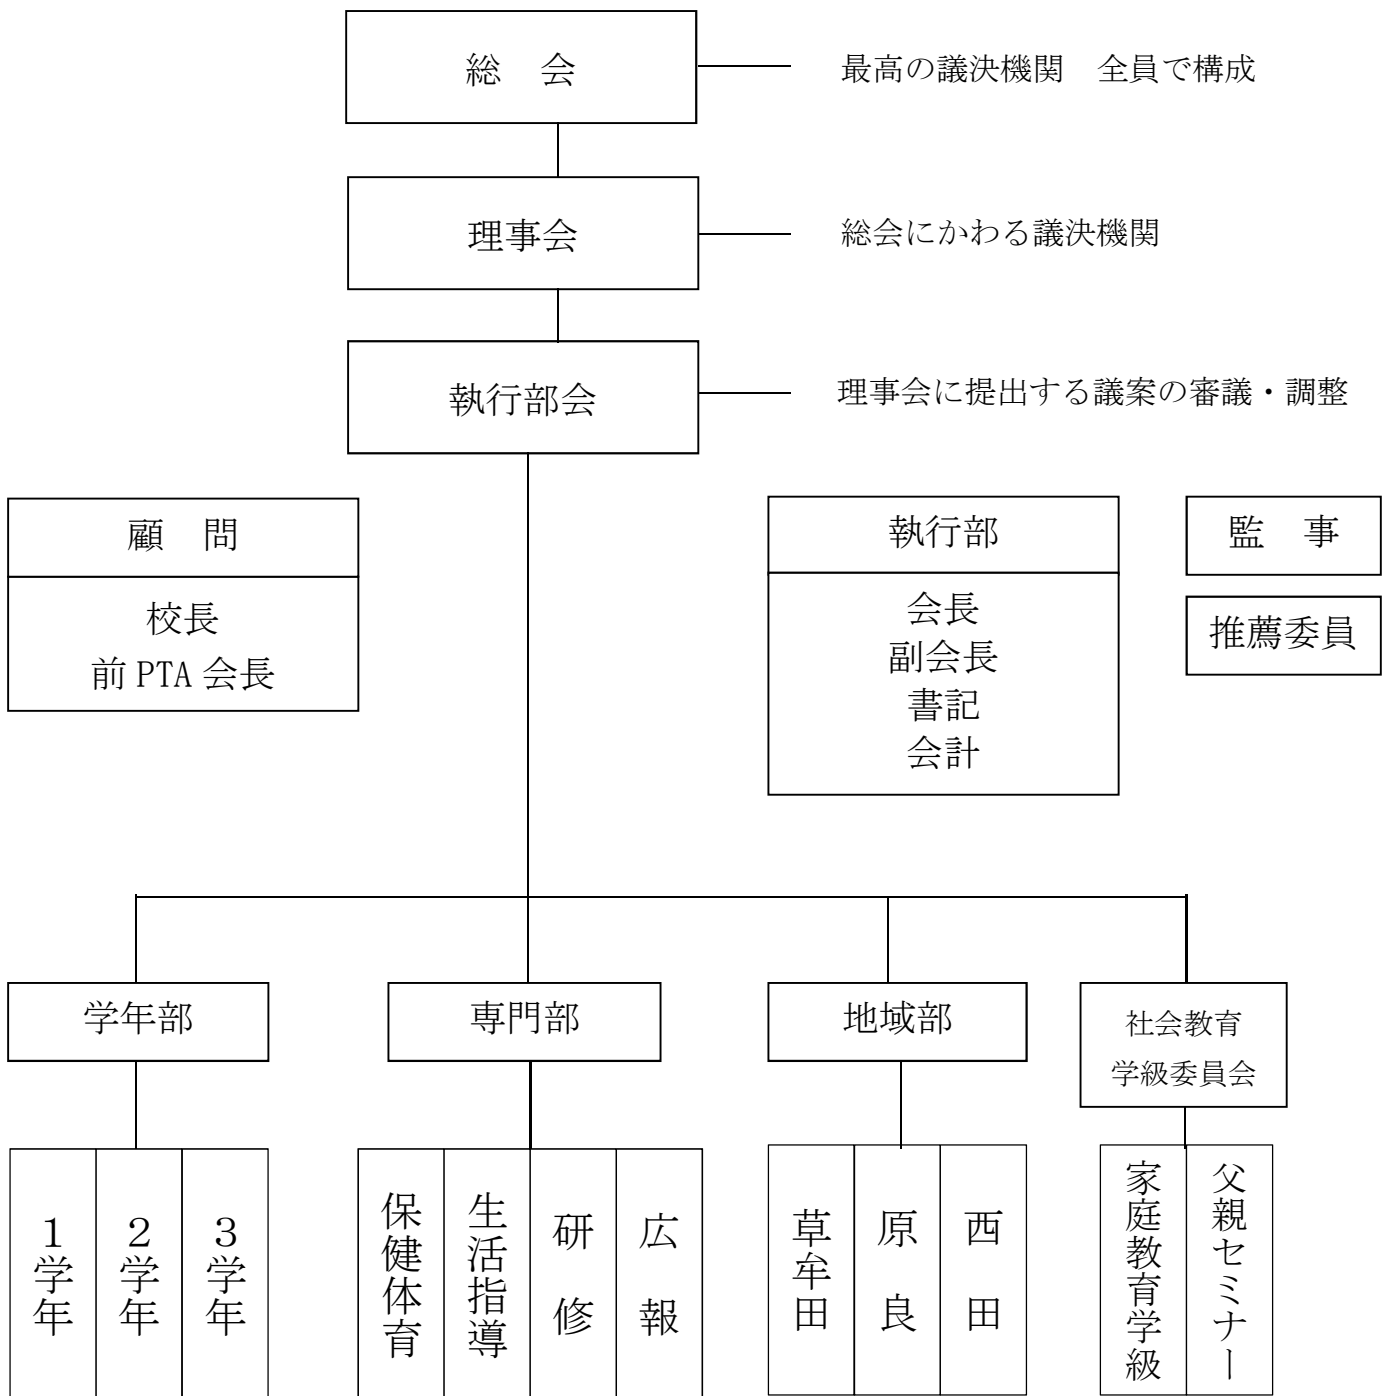 総　会
最高の議決機関　全員で構成
理事会
総会にかわる議決機関
執行部会
理事会に提出する議案の審議・調整
顧　問
校長
前 PTA 会長
執行部
会長
副会長
書記
会計
監　事
推薦委員
学年部
専門部
地域部
社会教育
学級委員会
１学年
２学年
３学年
保健体育
生活指導
研　修
広　報
草牟田
原　良
西　田
家庭教育学級
父親セミナー